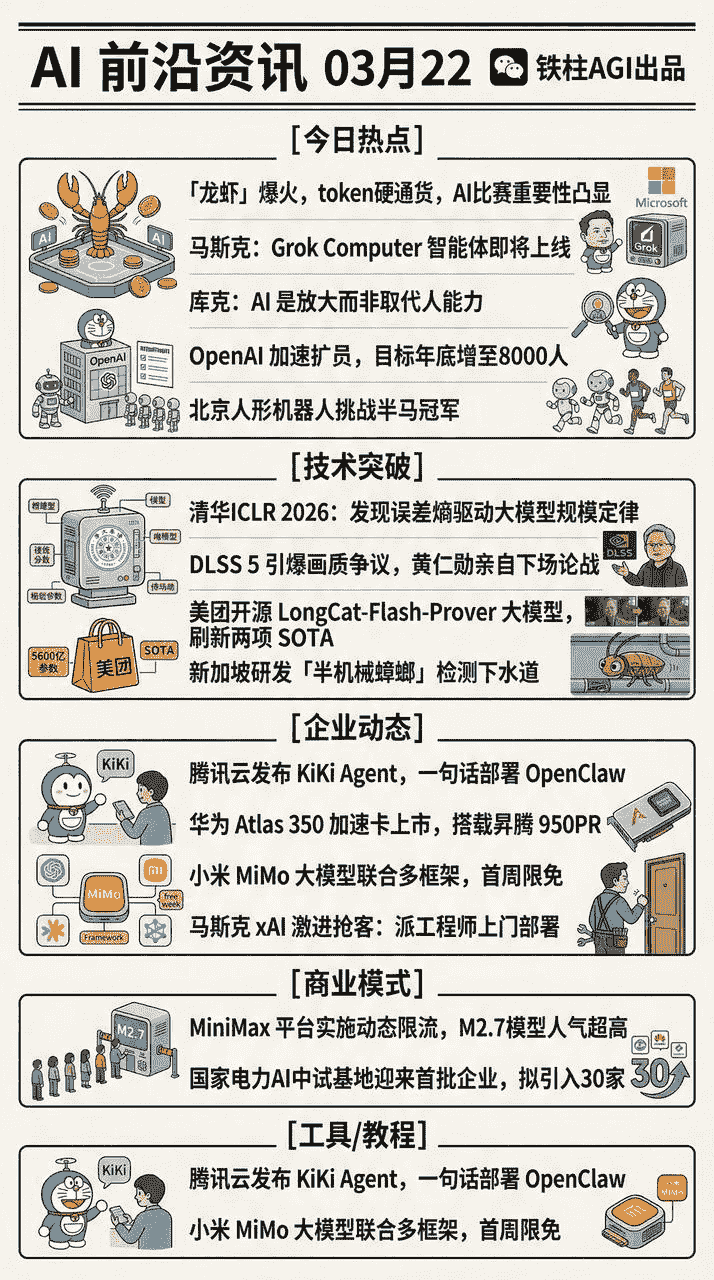 AI 前沿资讯 03月22 铁柱AGI出品
[今日热点]
「龙虾」爆火，token硬通货，AI比赛重要性凸显
Microsoft
AI
AI
马斯克：Grok Computer 智能体即将上线
Grok
库克：AI 是放大而非取代人能力
OpenAI
OpenAI 加速扩员，目标年底增至8000人
北京人形机器人挑战半马冠军
[技术突破]
清华ICLR 2026：发现误差熵驱动大模型规模定律
DLSS 5 引爆画质争议，黄仁勋亲自下场论战
DLSS
美团开源 LongCat-Flash-Prover 大模型，
刷新两项 SOTA
5600亿
参数
美团
SOTA
新加坡研发「半机械蟑螂」检测下水道
[企业动态]
KiKi
腾讯云发布 KiKi Agent，一句话部署 OpenClaw
华为 Atlas 350 加速卡上市，搭载昇腾 950PR
小米 MiMo 大模型联合多框架，首周限免
MiMo
free
week
Framework
马斯克 xAI 激进抢客：派工程师上门部署
[商业模式]
M2.7
MiniMax 平台实施动态限流，M2.7模型人气超高
国家电力AI中试基地迎来首批企业，拟引入30家
30
[工具/教程]
KiKi
腾讯云发布 KiKi Agent，一句话部署 OpenClaw
小米 MiMo 大模型联合多框架，首周限免
小米
MiMo